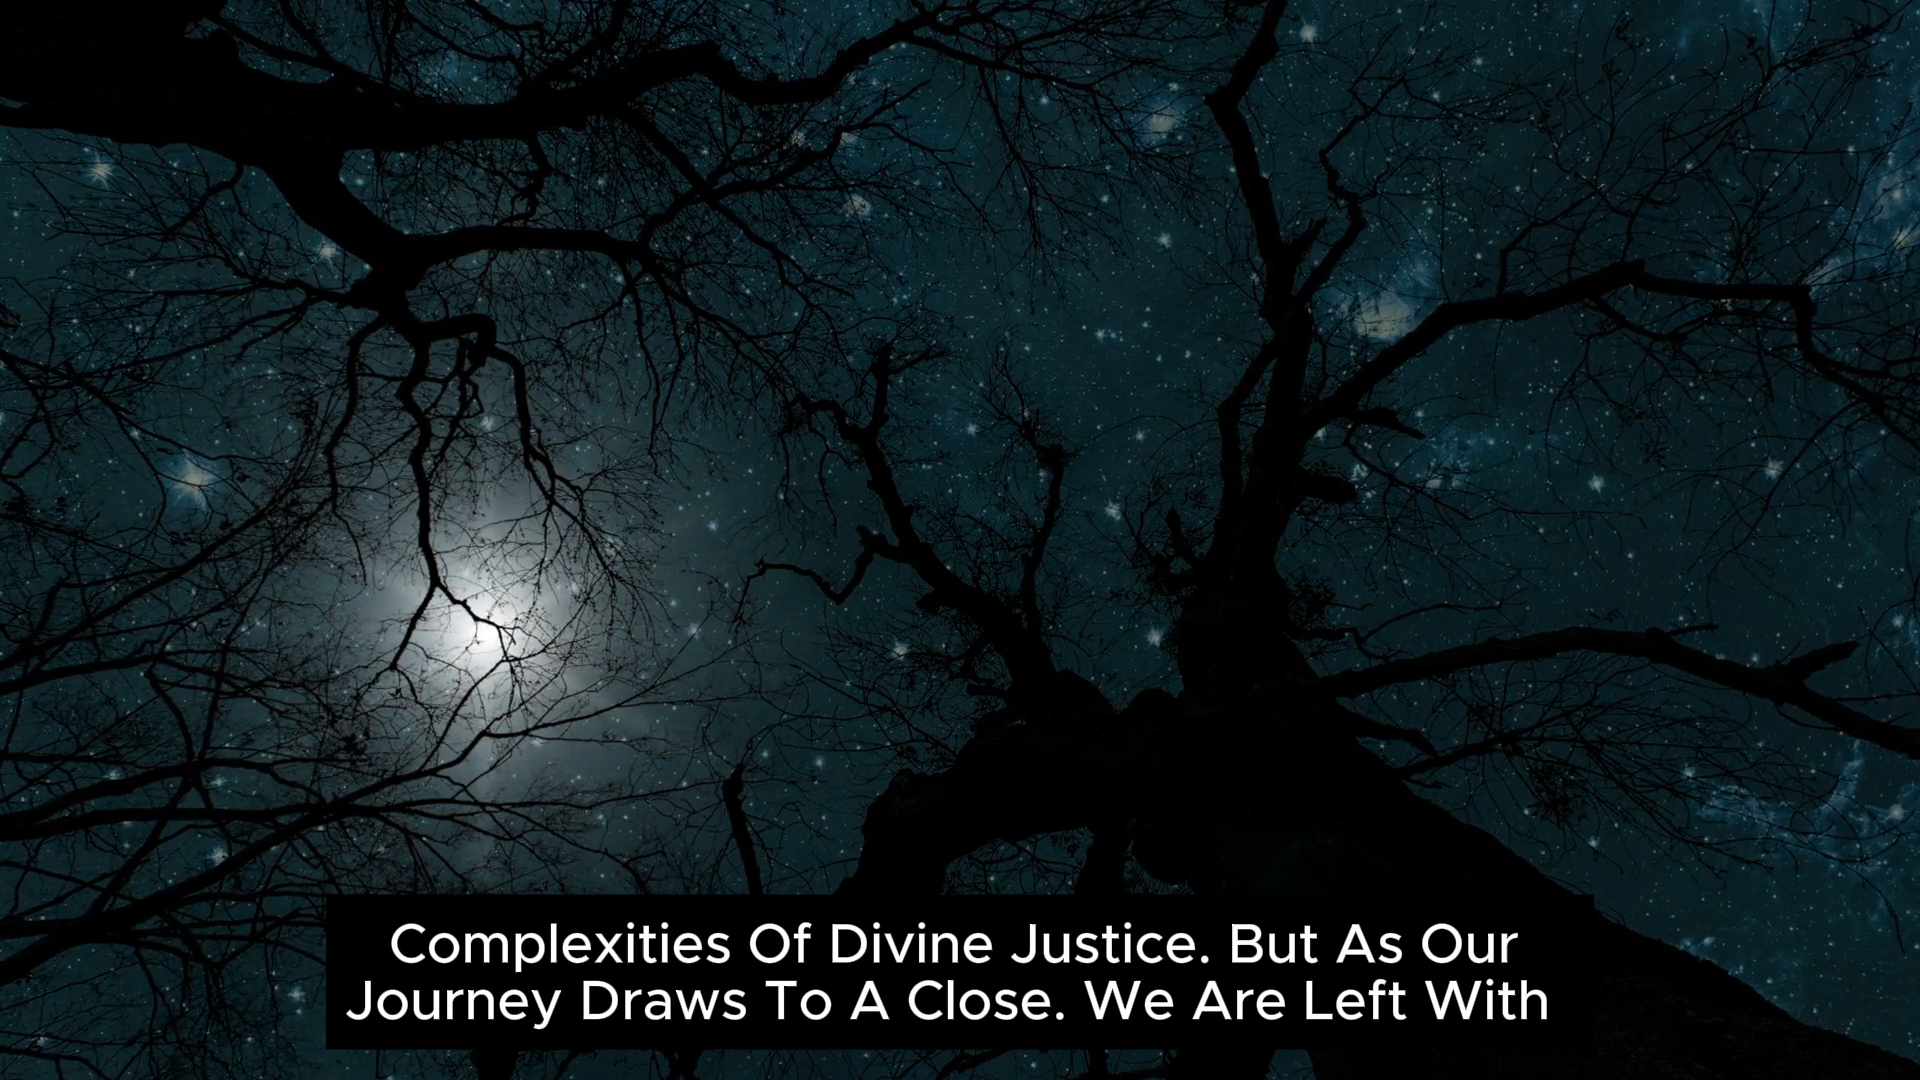 Complexities Of Divine Justice. But As Our
Journey Draws To A Close. We Are Left With